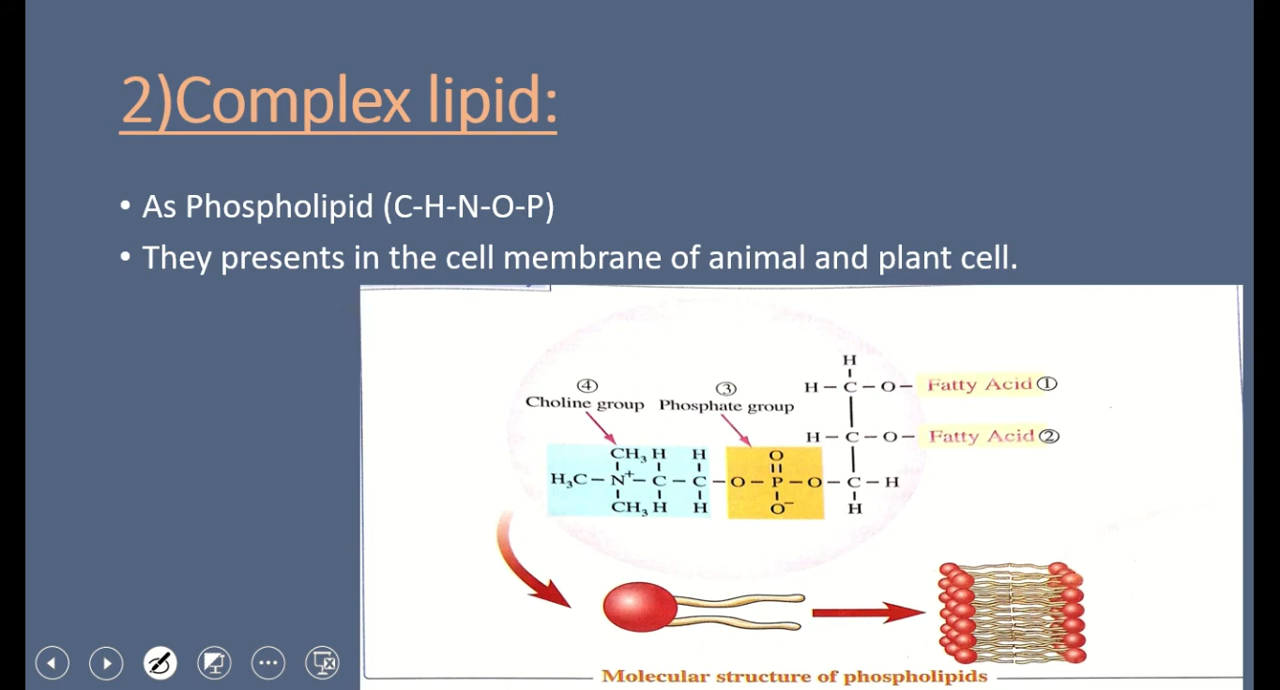 2)Complex lipid:
• As Phospholipid (C-H-N-O-P)
• They presents in the cell membrane of animal and plant cell.
H
H–C–O– Fatty Acid ①
④ ③
Choline group Phosphate group
H–C–O– Fatty Acid ②
CH₃ H H O
H₃C–N⁺–C–C–O–P–O–C–H
CH₃ H H O⁻ H
Molecular structure of phospholipids